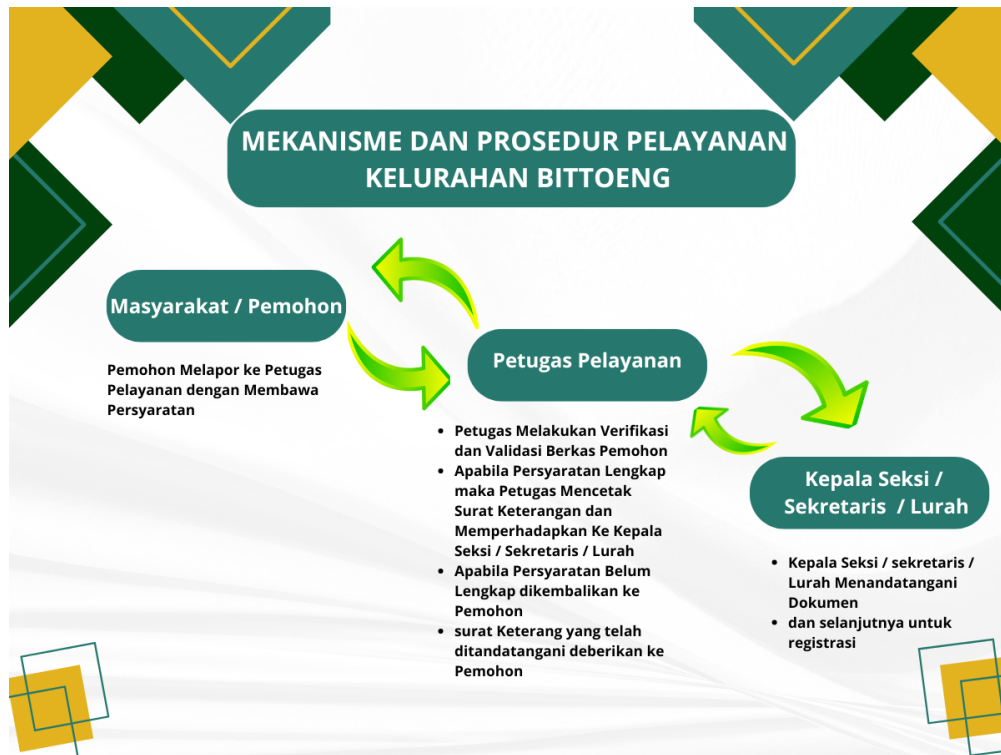 MEKANISME DAN PROSEDUR PELAYANAN
KELURAHAN BITTOENG
Masyarakat / Pemohon
Pemohon Melapor ke Petugas
Pelayanan dengan Membawa
Persyaratan
Petugas Pelayanan
• Petugas Melakukan Verifikasi
dan Validasi Berkas Pemohon
• Apabila Persyaratan Lengkap
maka Petugas Mencetak
Surat Keterangan dan
Memperhadapkan Ke Kepala
Seksi / Sekretaris / Lurah
• Apabila Persyaratan Belum
Lengkap dikembalikan ke
Pemohon
• surat Keterang yang telah
ditandatangani deberikan ke
Pemohon
Kepala Seksi /
Sekretaris / Lurah
• Kepala Seksi / sekretaris /
Lurah Menandatangani
Dokumen
• dan selanjutnya untuk
registrasi